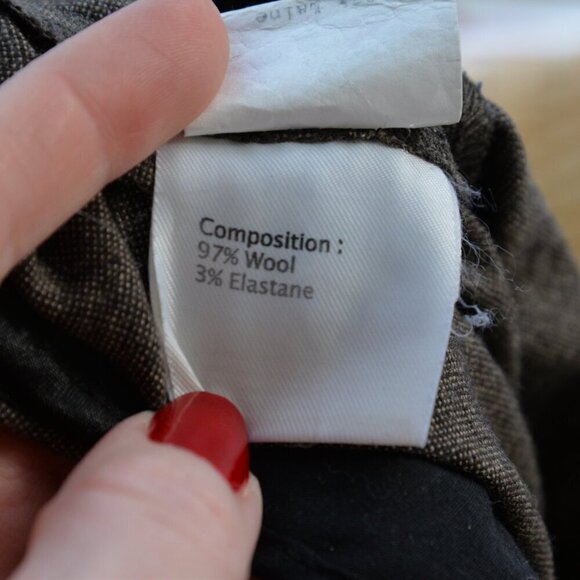 Composition :
97% Wool
3% Elastane